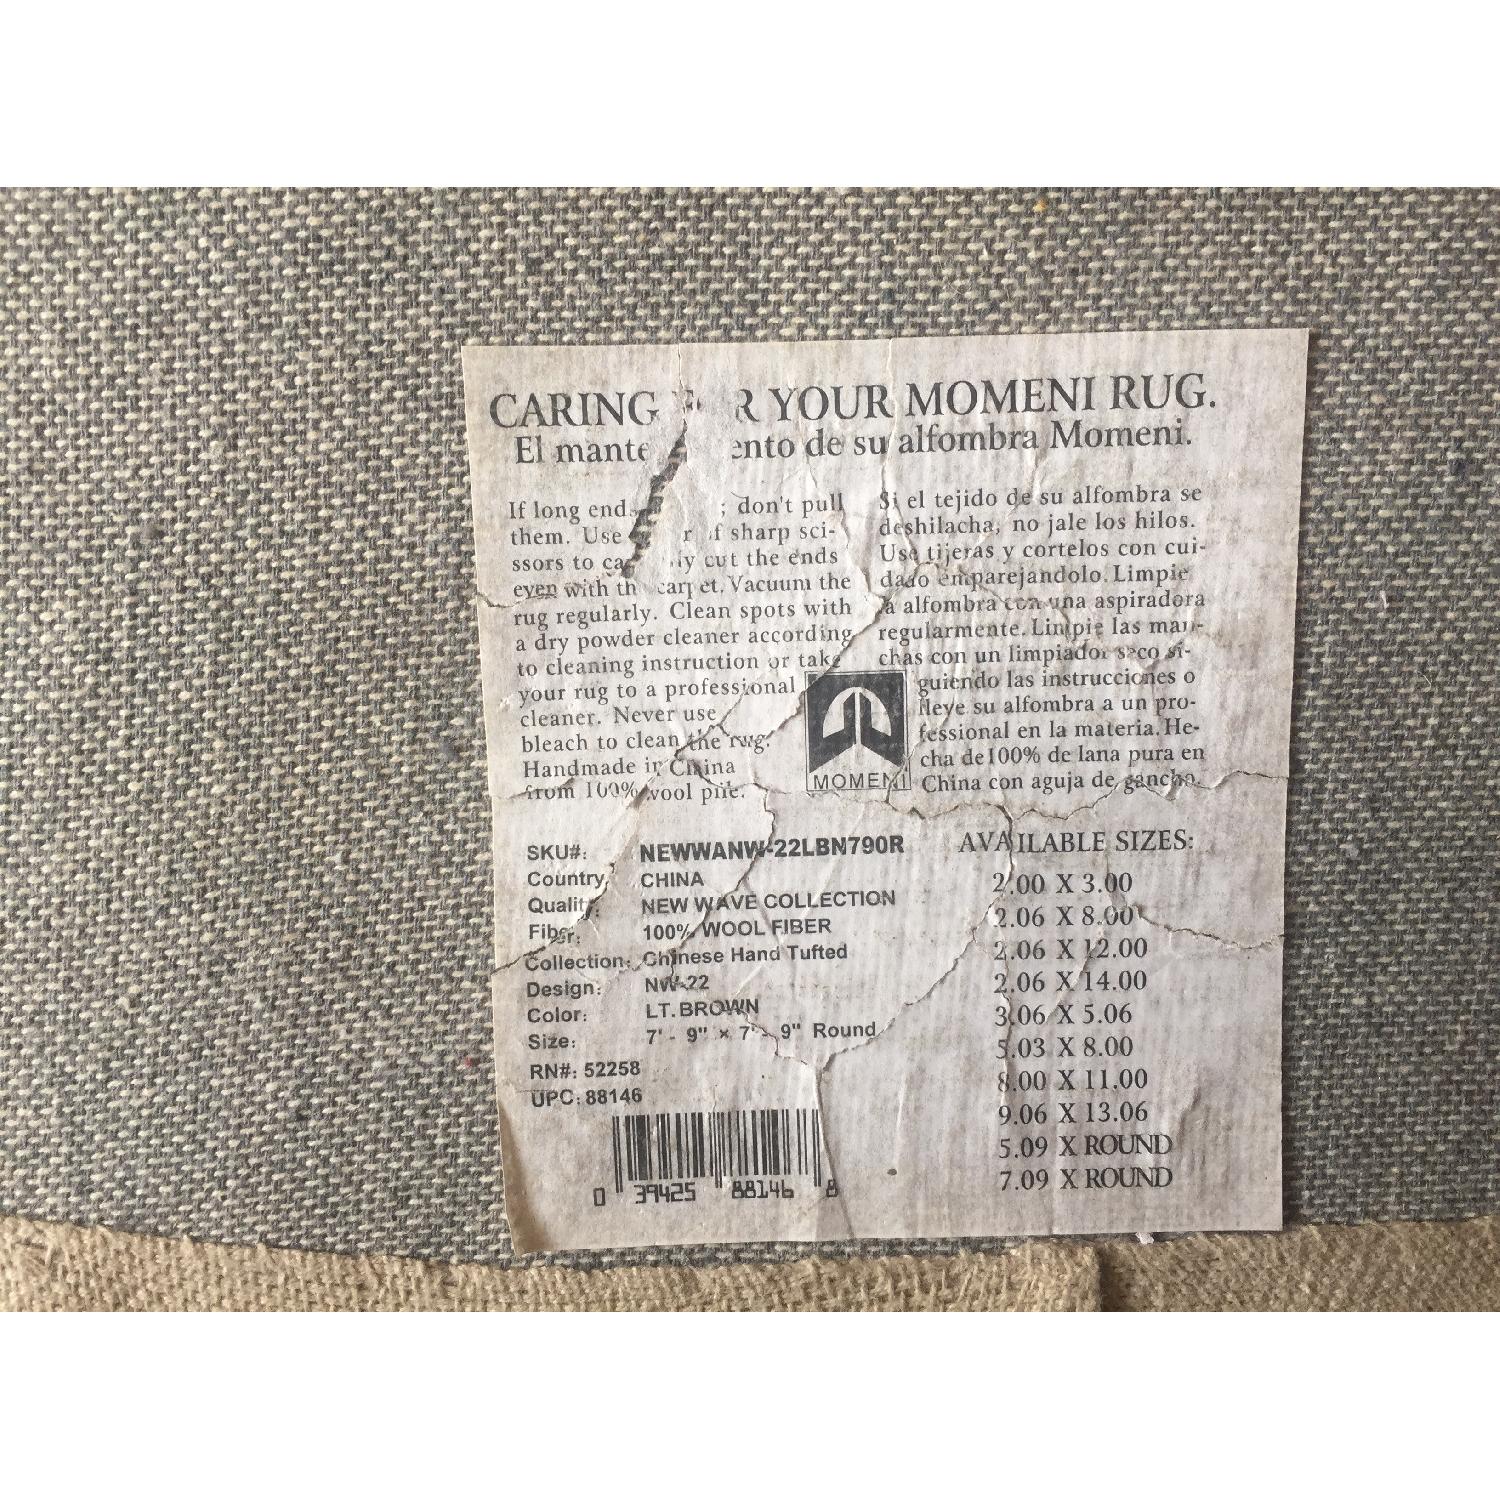 CARING R YOUR MOMENI RUG.
El mante ento de su alfombra Momeni.
If long end ; don't pull
them. Use r f sharp sci-
ssors to ca ly cut the ends
even with th carpet. Vacuum the
rug regularly. Clean spots with
a dry powder cleaner according
to cleaning instruction or take
your rug to a professional
cleaner. Never use
bleach to clean the rug.
Handmade in China
from 100% wool pile.
Si el tejido de su alfombra se
deshilacha, no jale los hilos.
Use tijeras y cortelos con cui-
dado emparejandolo. Limpie
la alfombra con una aspiradora
regularmente. Limpie las man-
chas con un limpiador seco si-
guiendo las instrucciones o
lleve su alfombra a un pro-
fessional en la materia. He-
cha de 100% de lana pura en
China con aguja de gancho.
MOMENI
SKU#: NEWWANW-22LBN790R
Country: CHINA
Quality: NEW WAVE COLLECTION
Fiber: 100% WOOL FIBER
Collection: Chinese Hand Tufted
Design: NW-22
Color: LT. BROWN
Size: 7' - 9" x 7' - 9" Round
RN#: 52258
UPC: 88146
0 39425 88146 8
AVAILABLE SIZES:
2.00 X 3.00
2.06 X 8.00
2.06 X 12.00
2.06 X 14.00
3.06 X 5.06
5.03 X 8.00
8.00 X 11.00
9.06 X 13.06
5.09 X ROUND
7.09 X ROUND